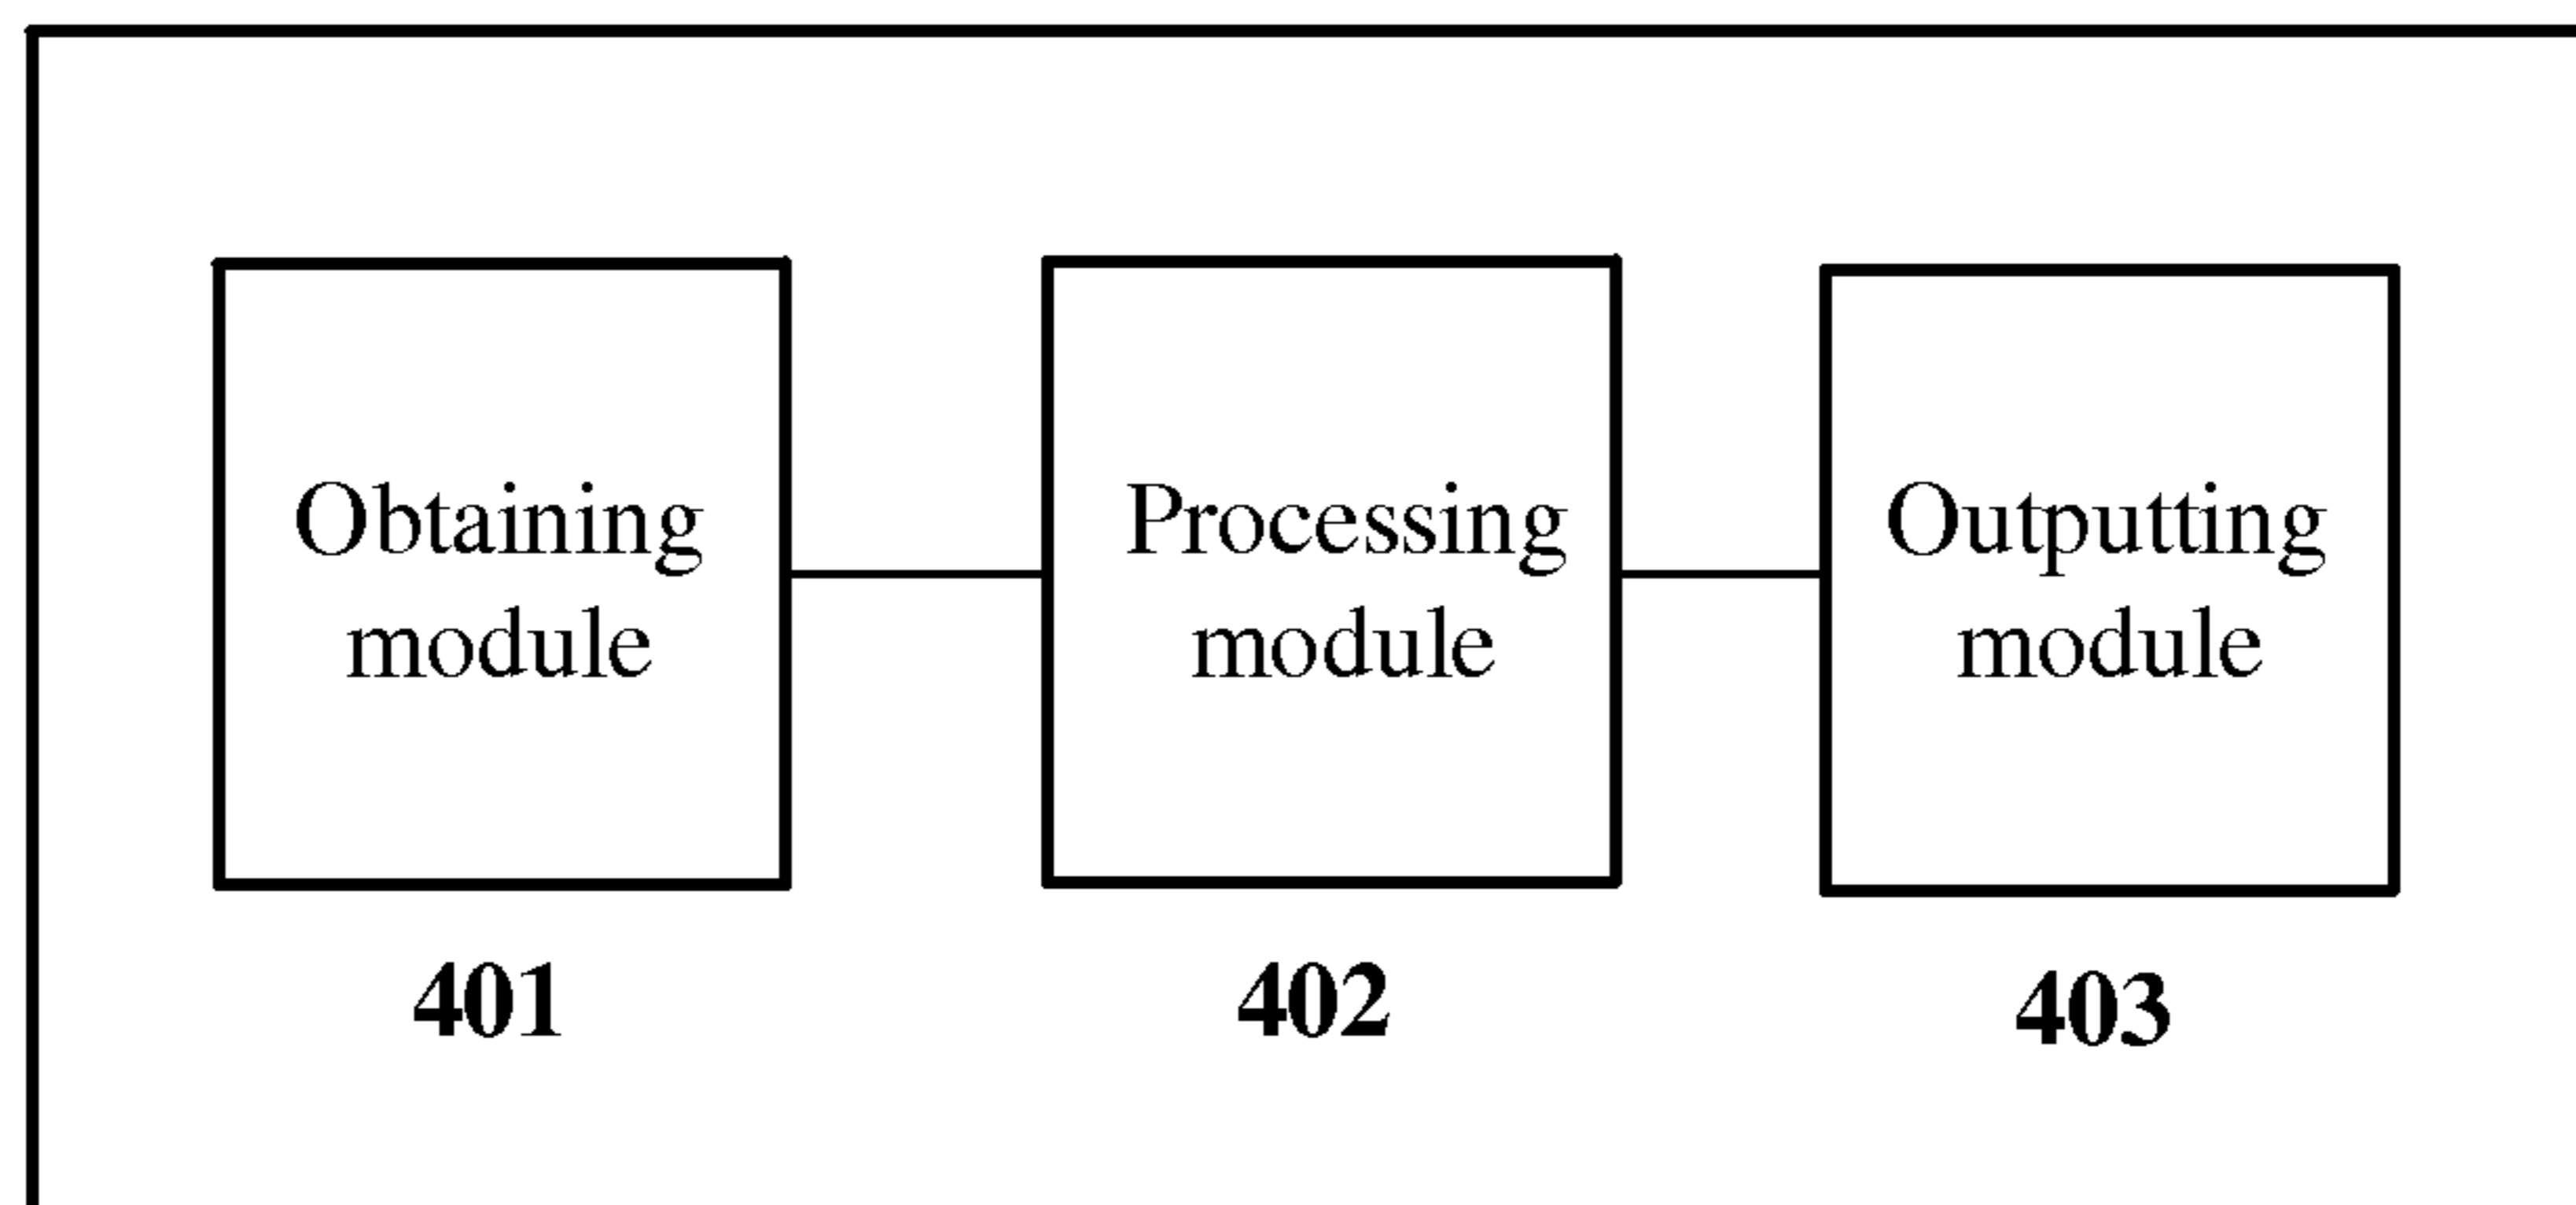 Obtaining
module
Processing
module
Outputting
module
401
402
403